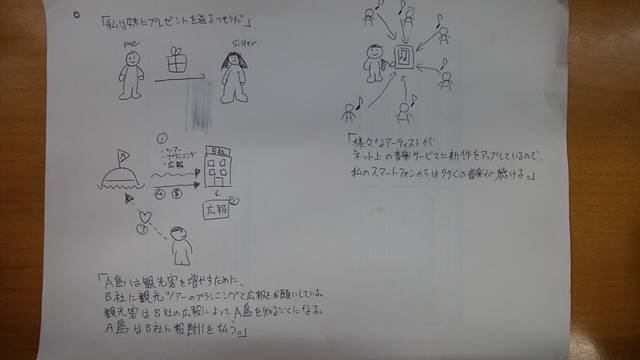 「私は妹にプレゼントを送るつもりだ」
me
sister
①
・ツアー
プランニング
・広報
B社
A
④
広報
②
③
「A島は観光客を増やすために、
B社に観光ツアーのプランニングと広報をお願いしている。
観光客はB社の広報によってA島を知ることになる。
A島はB社に報酬を払う。」
「様々なアーティストが
ネット上の音楽サービスに新作をアップしているので、
私のスマートフォンからは多くの音楽が聴ける。」